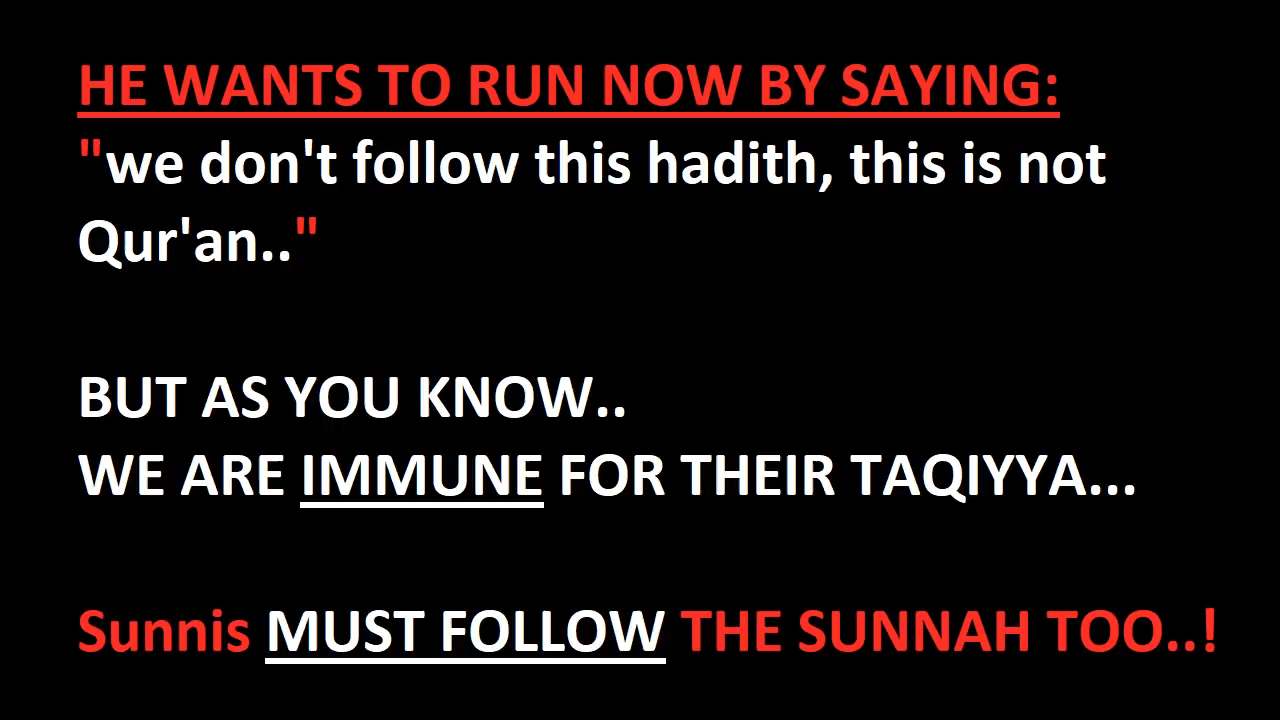 HE WANTS TO RUN NOW BY SAYING:
"we don't follow this hadith, this is not
Qur'an.."
BUT AS YOU KNOW..
WE ARE IMMUNE FOR THEIR TAQIYYA...
Sunnis MUST FOLLOW THE SUNNAH TOO..!